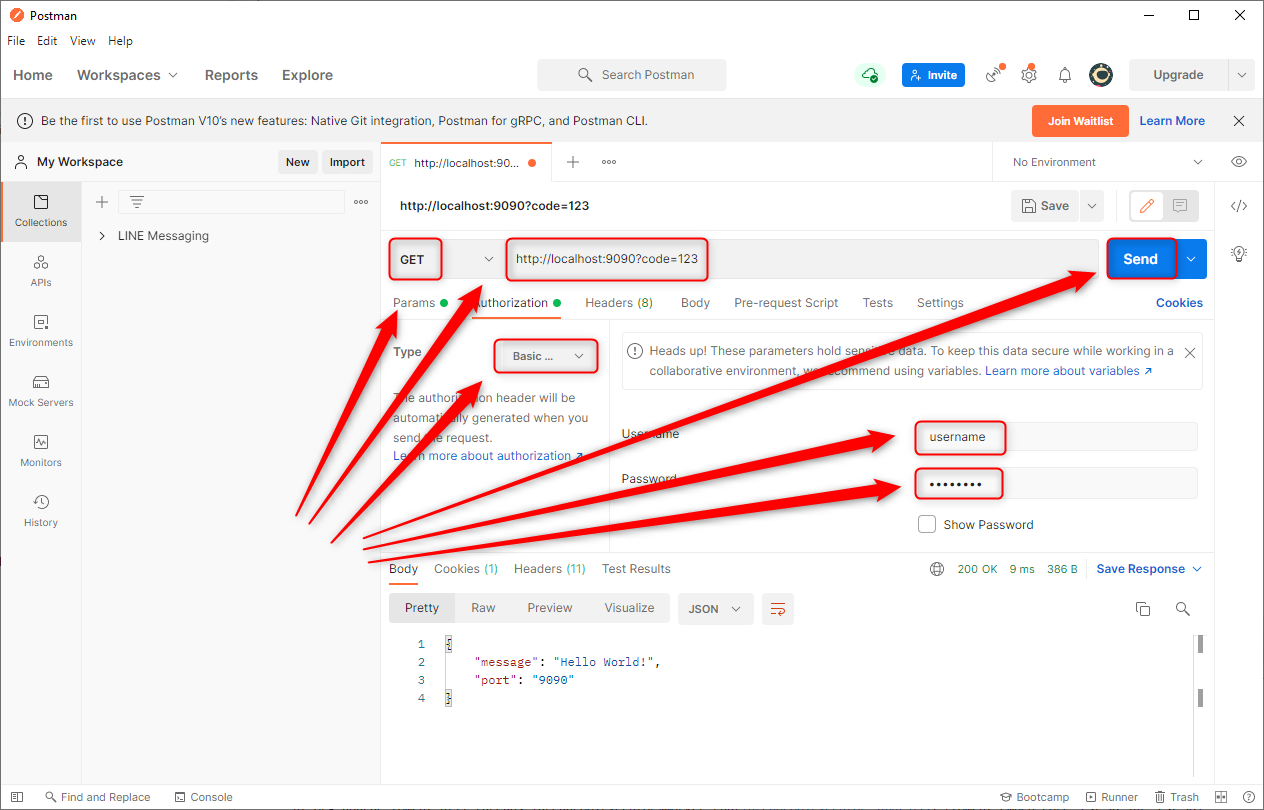 Postman
File Edit View Help
Home Workspaces Reports Explore Search Postman Invite Upgrade
Be the first to use Postman V10's new features: Native Git integration, Postman for gRPC, and Postman CLI. Join Waitlist Learn More
My Workspace New Import GET http://localhost:90... No Environment
http://localhost:9090?code=123 Save
Collections
LINE Messaging
APIs
Environments
Mock Servers
Monitors
History
GET http://localhost:9090?code=123 Send
Params Authorization Headers (8) Body Pre-request Script Tests Settings Cookies
Type Basic ...
The authorization header will be
automatically generated when you
send the request.
Learn more about authorization ↗
Heads up! These parameters hold sensitive data. To keep this data secure while working in a
collaborative environment, we recommend using variables. Learn more about variables ↗
Username username
Password ••••••••
Show Password
Body Cookies (1) Headers (11) Test Results 200 OK 9 ms 386 B Save Response
Pretty Raw Preview Visualize JSON
1 {
2 "message": "Hello World!",
3 "port": "9090"
4 }
Find and Replace Console Bootcamp Runner Trash